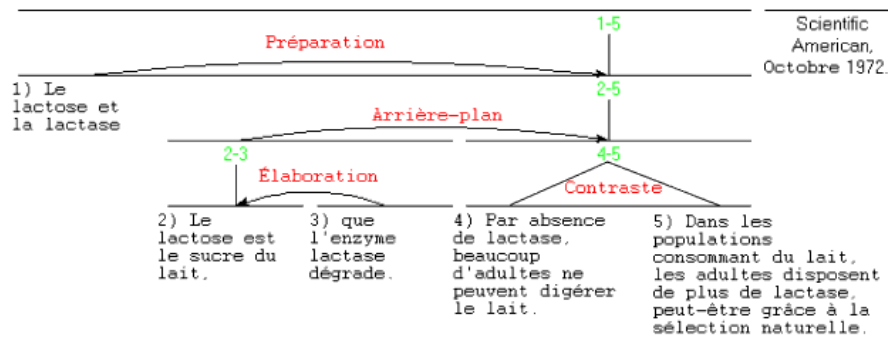 1-5
Scientific
American,
Octobre 1972.
Préparation
1) Le
lactose et
la lactase
2-5
Arrière-plan
2-3
4-5
Élaboration
Contraste
2) Le
lactose est
le sucre du
lait,
3) que
l'enzyme
lactase
dégrade.
4) Par absence
de lactase,
beaucoup
d'adultes ne
peuvent digérer
le lait.
5) Dans les
populations
consommant du lait,
les adultes disposent
de plus de lactase,
peut-être grâce à la
sélection naturelle.